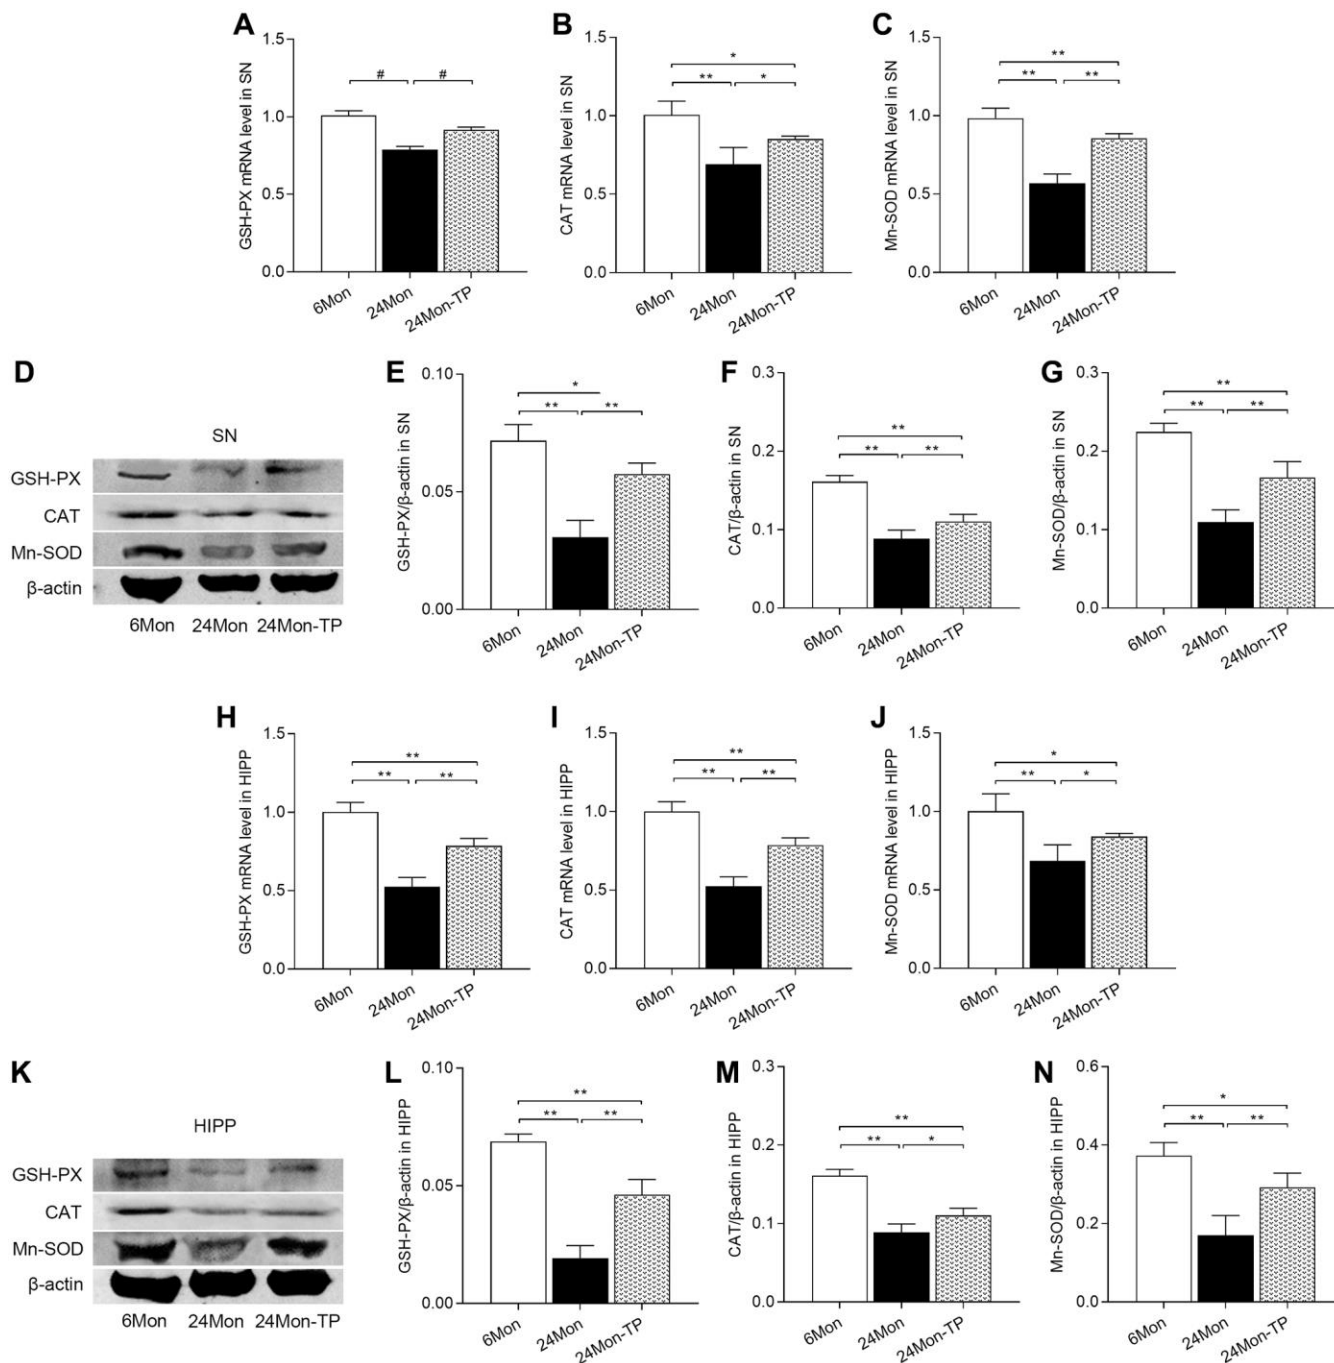 A
GSH-PX mRNA level in SN
1.5
1.0
0.5
0.0
#
#
6Mon
24Mon
24Mon-TP
B
CAT mRNA level in SN
1.5
1.0
0.5
0.0
*
**
*
6Mon
24Mon
24Mon-TP
C
Mn-SOD mRNA level in SN
1.5
1.0
0.5
0.0
**
**
**
6Mon
24Mon
24Mon-TP
D
SN
GSH-PX
CAT
Mn-SOD
β-actin
6Mon 24Mon 24Mon-TP
E
GSH-PX/β-actin in SN
0.10
0.05
0.00
*
**
**
6Mon
24Mon
24Mon-TP
F
CAT/β-actin in SN
0.3
0.2
0.1
0.0
**
**
**
6Mon
24Mon
24Mon-TP
G
Mn-SOD/β-actin in SN
0.3
0.2
0.1
0.0
**
**
**
6Mon
24Mon
24Mon-TP
H
GSH-PX mRNA level in HIPP
1.5
1.0
0.5
0.0
**
**
**
6Mon
24Mon
24Mon-TP
I
CAT mRNA level in HIPP
1.5
1.0
0.5
0.0
**
**
**
6Mon
24Mon
24Mon-TP
J
Mn-SOD mRNA level in HIPP
1.5
1.0
0.5
0.0
*
**
*
6Mon
24Mon
24Mon-TP
K
HIPP
GSH-PX
CAT
Mn-SOD
β-actin
6Mon 24Mon 24Mon-TP
L
GSH-PX/β-actin in HIPP
0.10
0.05
0.00
**
**
**
6Mon
24Mon
24Mon-TP
M
CAT/β-actin in HIPP
0.3
0.2
0.1
0.0
**
**
*
6Mon
24Mon
24Mon-TP
N
Mn-SOD/β-actin in HIPP
0.6
0.4
0.2
0.0
*
**
**
6Mon
24Mon
24Mon-TP